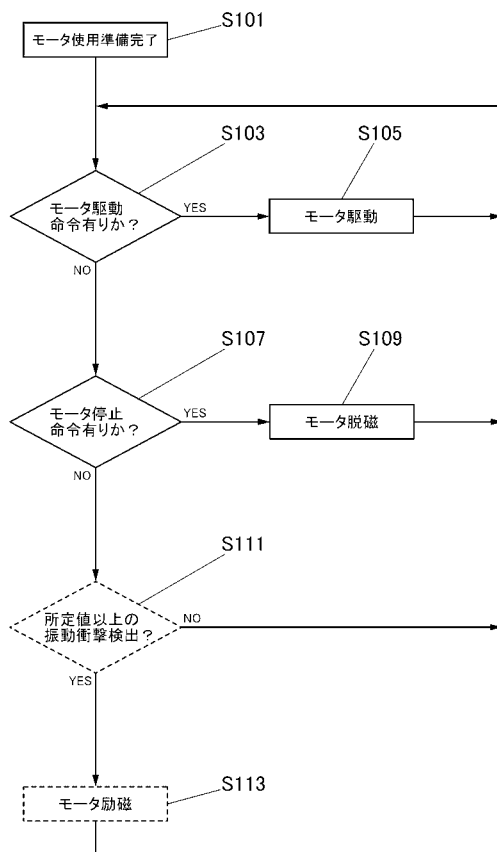 S101
モータ使用準備完了
S103
モータ駆動
命令有りか？
YES
S105
モータ駆動
NO
S107
モータ停止
命令有りか？
YES
S109
モータ脱磁
NO
S111
所定値以上の
振動衝撃検出？
NO
YES
S113
モータ励磁